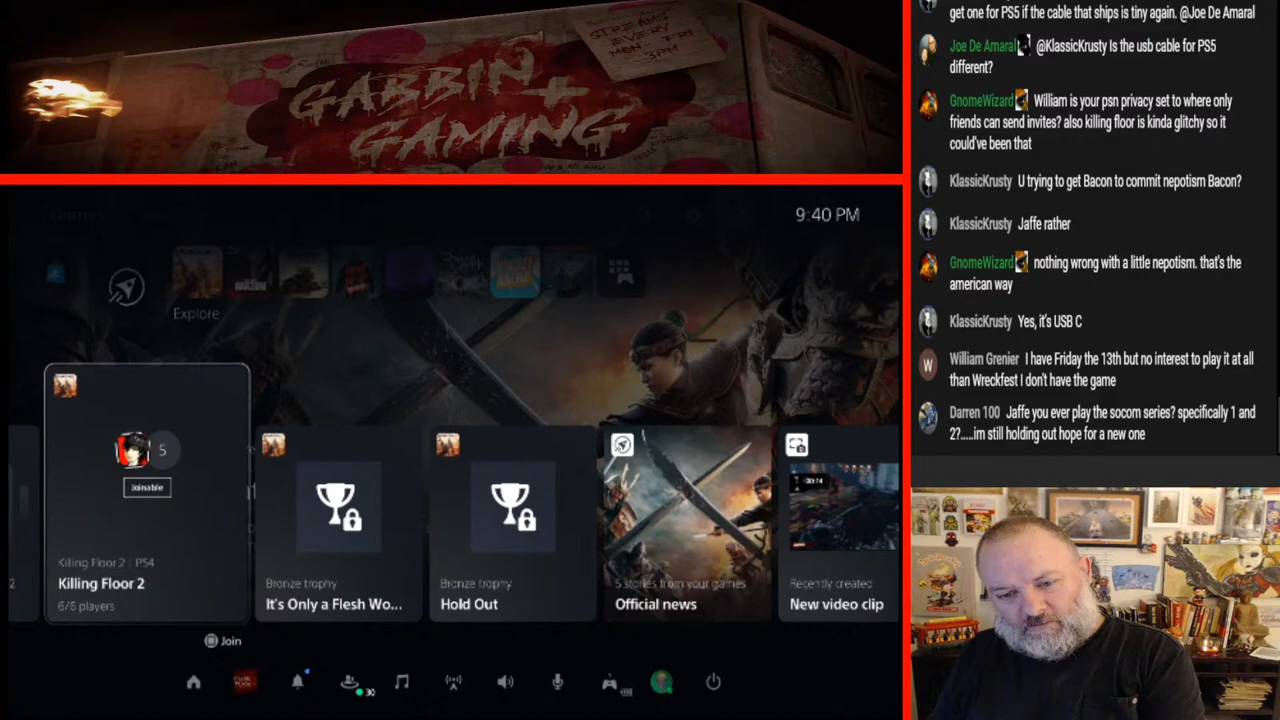 STREAMS
EVERY
MON-FRI
3PM
GABBIN +
GAMING
9:40 PM
Explore
5
Joinable
Killing Floor 2 | PS4
Killing Floor 2
6/6 players
Join
2
Bronze trophy
It's Only a Flesh Wo...
Bronze trophy
Hold Out
5 stories from your games
Official news
00:14
Recently created
New video clip
30
get one for PS5 if the cable that ships is tiny again. @Joe De Amaral
Joe De Amaral @KlassicKrusty Is the usb cable for PS5
different?
GnomeWizard William is your psn privacy set to where only
friends can send invites? also killing floor is kinda glitchy so it
could've been that
KlassicKrusty U trying to get Bacon to commit nepotism Bacon?
KlassicKrusty Jaffe rather
GnomeWizard nothing wrong with a little nepotism. that's the
american way
KlassicKrusty Yes, it's USB C
W
William Grenier I have Friday the 13th but no interest to play it at all
than Wreckfest I don't have the game
Darren 100 Jaffe you ever play the socom series? specifically 1 and
2?.....im still holding out hope for a new one